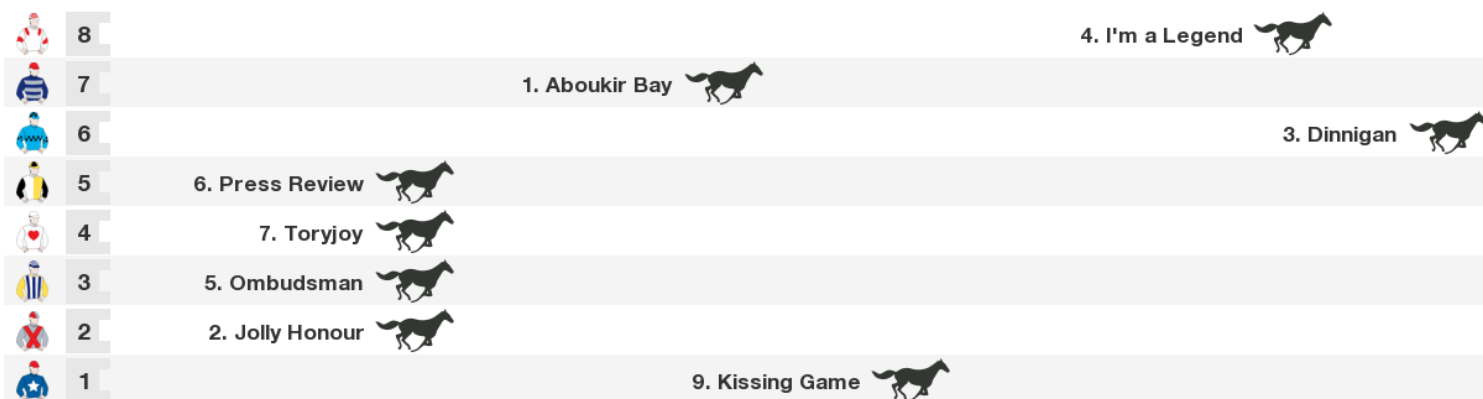 8 4. I'm a Legend
7 1. Aboukir Bay
6 3. Dinnigan
5 6. Press Review
4 7. Toryjoy
3 5. Ombudsman
2 2. Jolly Honour
1 9. Kissing Game